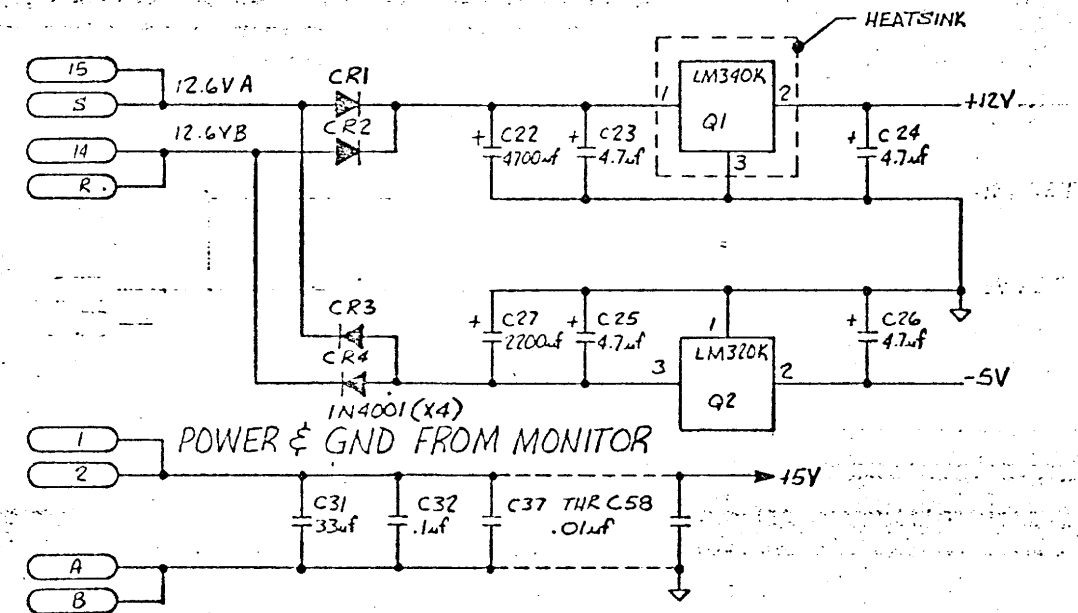 HEATSINK
15
S
12.6VA
CR1
LM340K
1
2
Q1
3
+12V
14
R
12.6VB
CR2
+ C22
4700uf
+ C23
4.7uf
+ C24
4.7uf
CR3
CR4
1N4001(X4)
+ C27
2200uf
+ C25
4.7uf
1
LM320K
3
2
Q2
+ C26
4.7uf
-5V
1
2
POWER & GND FROM MONITOR
+5V
C31
33uf
C32
.1uf
C37 THR C58
.01uf
A
B